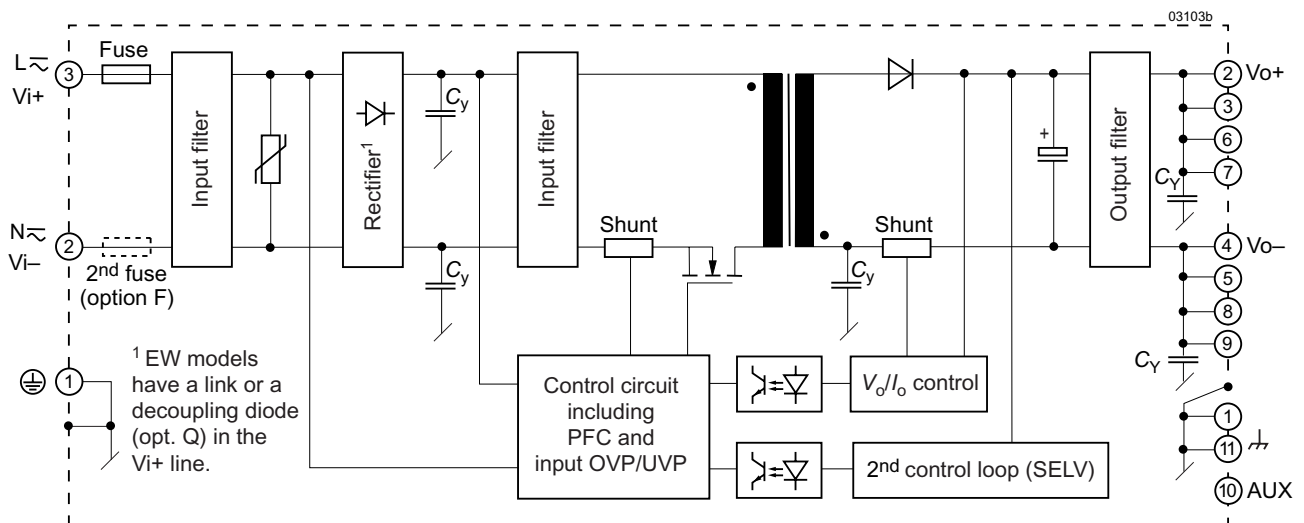 03103b
L
Fuse
3
Vi+
Input filter
Rectifier1
Cy
Input filter
+
Output filter
2 Vo+
3
6
7
CY
N
2
Vi–
2nd fuse
(option F)
Cy
Shunt
Shunt
Cy
4 Vo–
5
8
9
CY
1
1 EW models
have a link or a
decoupling diode
(opt. Q) in the
Vi+ line.
Control circuit
including
PFC and
input OVP/UVP
Vo/Io control
2nd control loop (SELV)
1
11
10 AUX